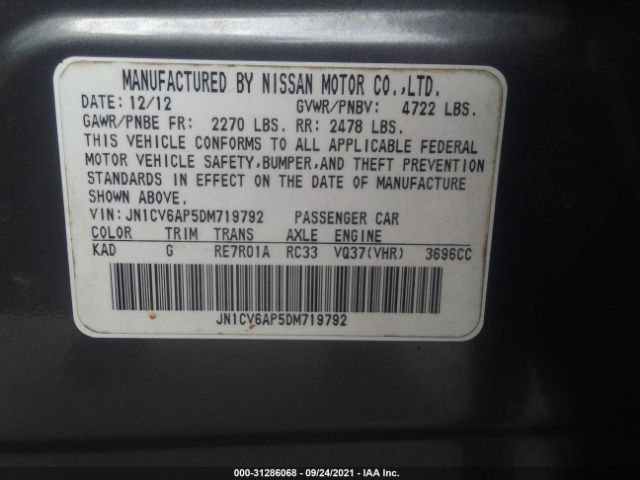 MANUFACTURED BY NISSAN MOTOR CO.,LTD.
DATE: 12/12 GVWR/PNBV: 4722 LBS.
GAWR/PNBE FR: 2270 LBS. RR: 2478 LBS.
THIS VEHICLE CONFORMS TO ALL APPLICABLE FEDERAL
MOTOR VEHICLE SAFETY,BUMPER,AND THEFT PREVENTION
STANDARDS IN EFFECT ON THE DATE OF MANUFACTURE
SHOWN ABOVE.
VIN: JN1CV6AP5DM719792 PASSENGER CAR
COLOR TRIM TRANS AXLE ENGINE
KAD G RE7R01A RC33 VQ37(VHR) 3696CC
JN1CV6AP5DM719792
000-31286068 - 09/24/2021 - IAA Inc.